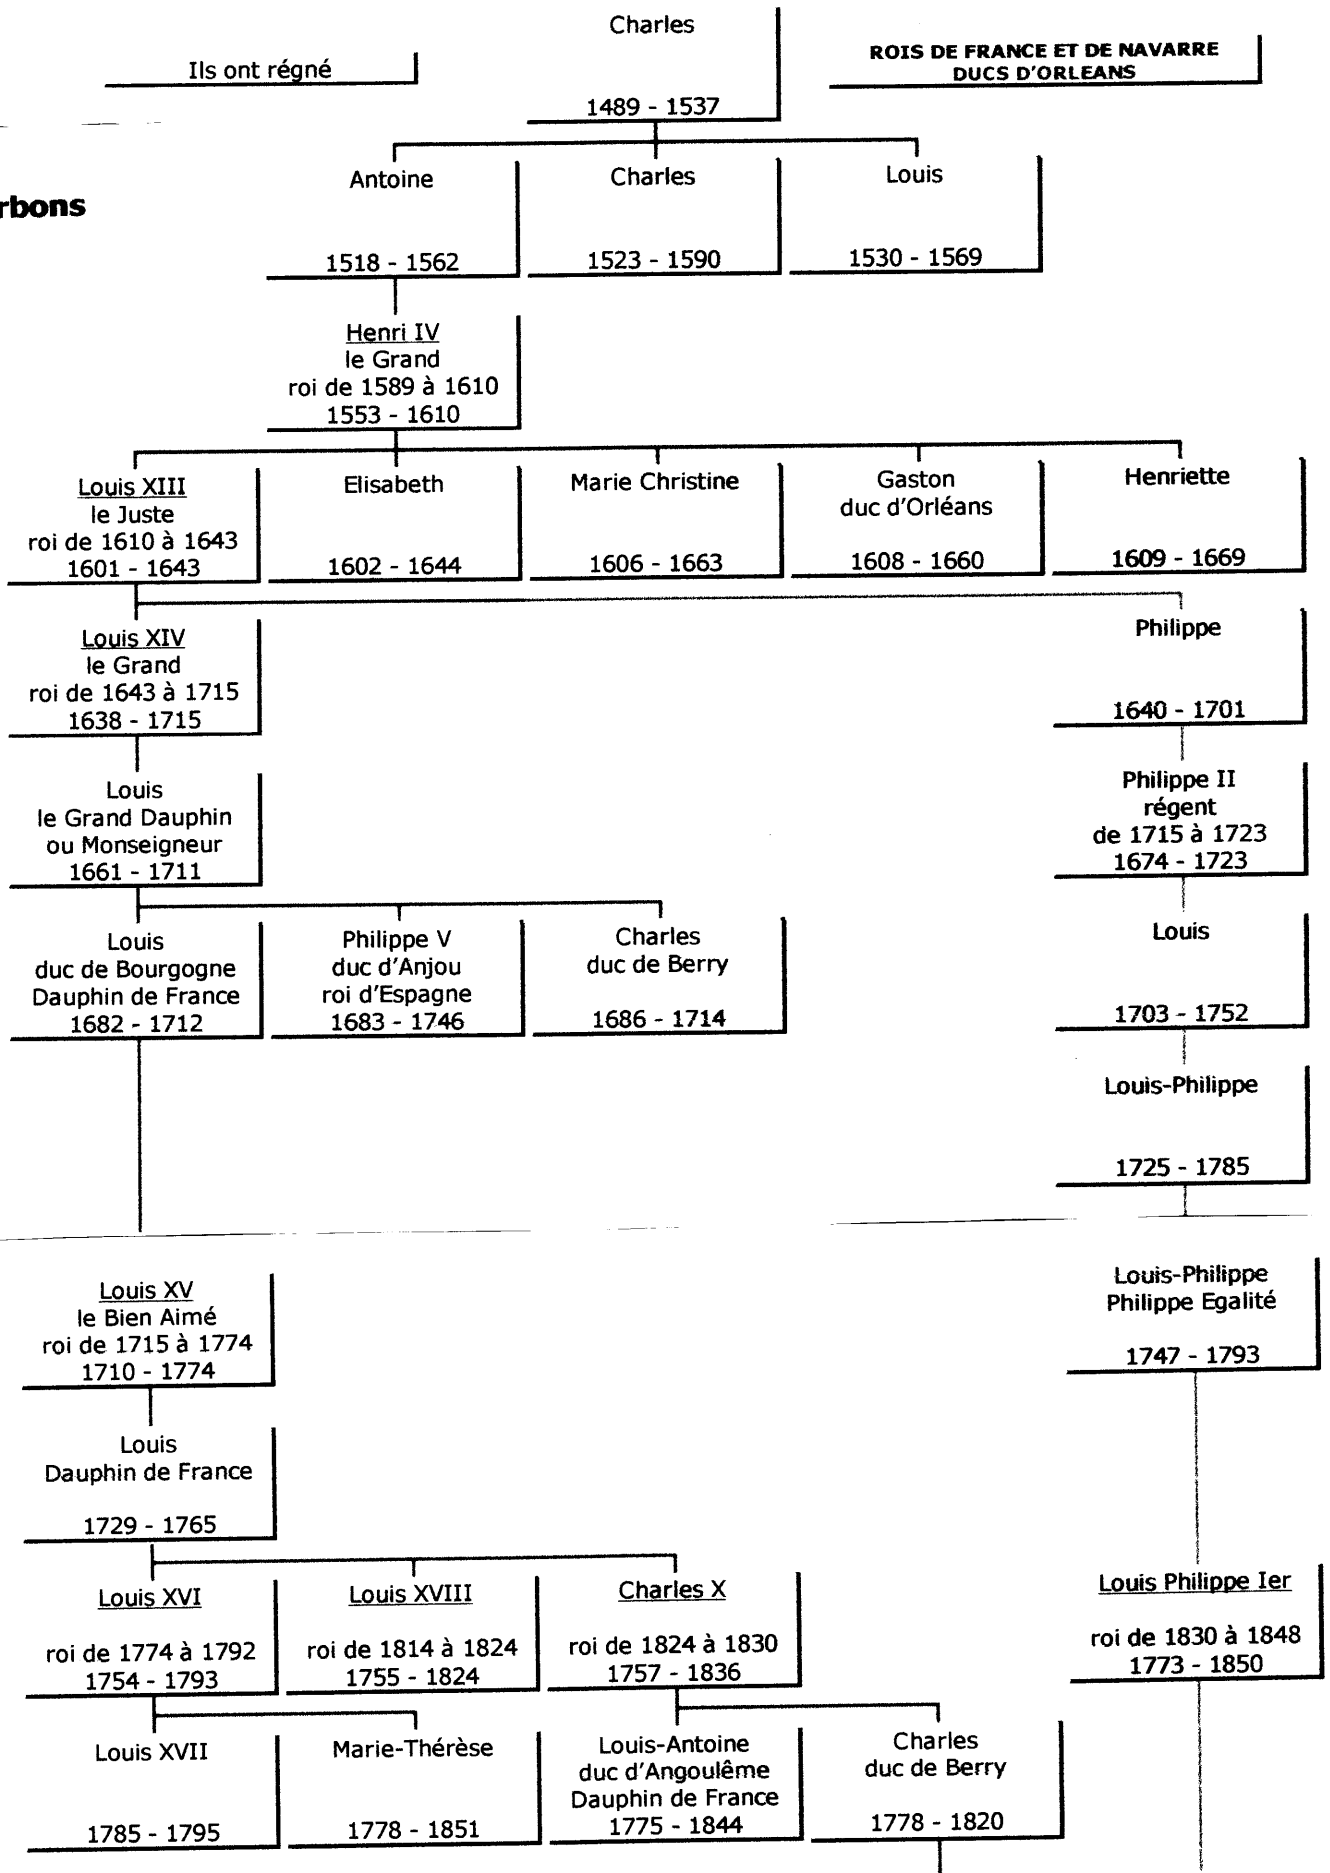 Charles
1489 - 1537
Ils ont régné
ROIS DE FRANCE ET DE NAVARRE
DUCS D'ORLEANS
rbons
Antoine
1518 - 1562
Charles
1523 - 1590
Louis
1530 - 1569
Henri IV
le Grand
roi de 1589 à 1610
1553 - 1610
Louis XIII
le Juste
roi de 1610 à 1643
1601 - 1643
Elisabeth
1602 - 1644
Marie Christine
1606 - 1663
Gaston
duc d'Orléans
1608 - 1660
Henriette
1609 - 1669
Louis XIV
le Grand
roi de 1643 à 1715
1638 - 1715
Philippe
1640 - 1701
Louis
le Grand Dauphin
ou Monseigneur
1661 - 1711
Philippe II
régent
de 1715 à 1723
1674 - 1723
Louis
duc de Bourgogne
Dauphin de France
1682 - 1712
Philippe V
duc d'Anjou
roi d'Espagne
1683 - 1746
Charles
duc de Berry
1686 - 1714
Louis
1703 - 1752
Louis-Philippe
1725 - 1785
Louis XV
le Bien Aimé
roi de 1715 à 1774
1710 - 1774
Louis-Philippe
Philippe Egalité
1747 - 1793
Louis
Dauphin de France
1729 - 1765
Louis XVI
roi de 1774 à 1792
1754 - 1793
Louis XVIII
roi de 1814 à 1824
1755 - 1824
Charles X
roi de 1824 à 1830
1757 - 1836
Louis Philippe Ier
roi de 1830 à 1848
1773 - 1850
Louis XVII
1785 - 1795
Marie-Thérèse
1778 - 1851
Louis-Antoine
duc d'Angoulême
Dauphin de France
1775 - 1844
Charles
duc de Berry
1778 - 1820